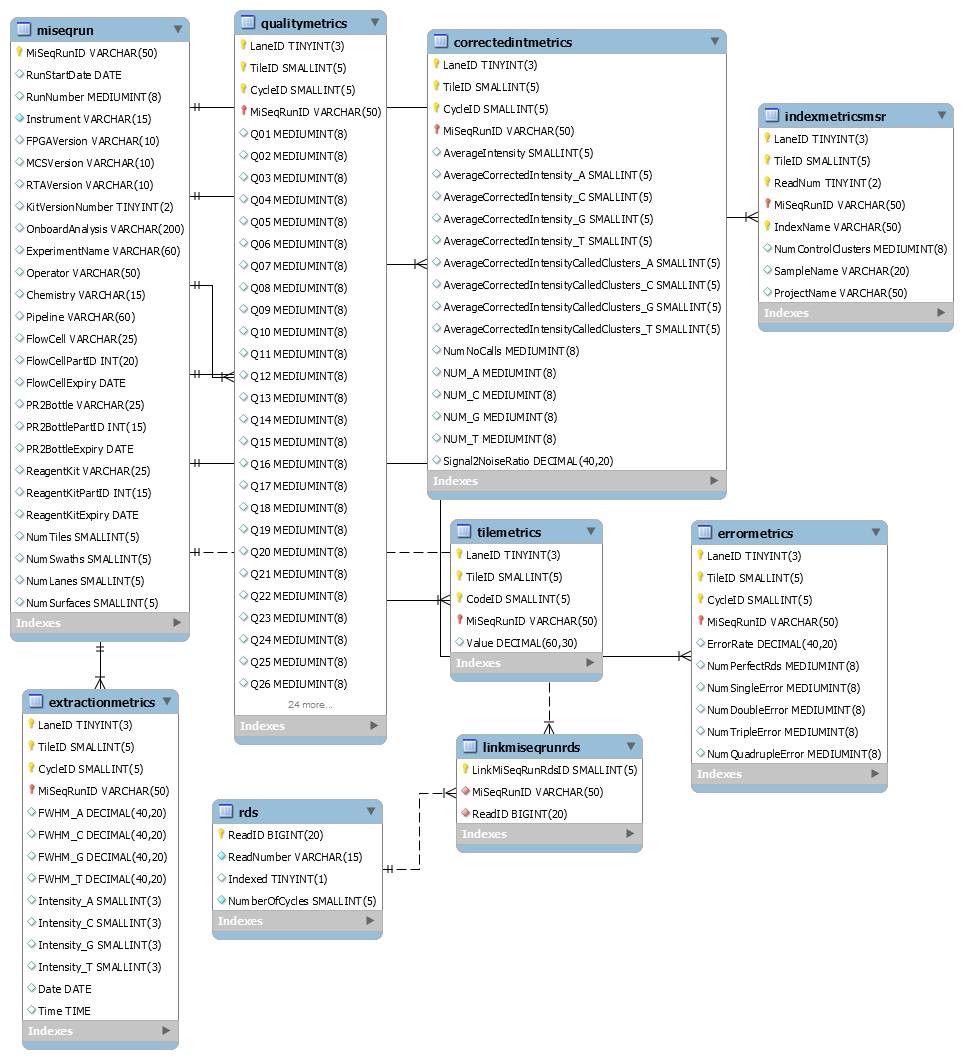 miseqrun
MiSeqRunID VARCHAR(50)
RunStartDate DATE
RunNumber MEDIUMINT(8)
Instrument VARCHAR(15)
FPGAVersion VARCHAR(10)
MCSVersion VARCHAR(10)
RTAVersion VARCHAR(10)
KitVersionNumber TINYINT(2)
OnboardAnalysis VARCHAR(200)
ExperimentName VARCHAR(60)
Operator VARCHAR(50)
Chemistry VARCHAR(15)
Pipeline VARCHAR(60)
FlowCell VARCHAR(25)
FlowCellPartID INT(20)
FlowCellExpiry DATE
PR2Bottle VARCHAR(25)
PR2BottlePartID INT(15)
PR2BottleExpiry DATE
ReagentKit VARCHAR(25)
ReagentKitPartID INT(15)
ReagentKitExpiry DATE
NumTiles SMALLINT(5)
NumSwaths SMALLINT(5)
NumLanes SMALLINT(5)
NumSurfaces SMALLINT(5)
Indexes
qualitymetrics
LaneID TINYINT(3)
TileID SMALLINT(5)
CycleID SMALLINT(5)
MiSeqRunID VARCHAR(50)
Q01 MEDIUMINT(8)
Q02 MEDIUMINT(8)
Q03 MEDIUMINT(8)
Q04 MEDIUMINT(8)
Q05 MEDIUMINT(8)
Q06 MEDIUMINT(8)
Q07 MEDIUMINT(8)
Q08 MEDIUMINT(8)
Q09 MEDIUMINT(8)
Q10 MEDIUMINT(8)
Q11 MEDIUMINT(8)
Q12 MEDIUMINT(8)
Q13 MEDIUMINT(8)
Q14 MEDIUMINT(8)
Q15 MEDIUMINT(8)
Q16 MEDIUMINT(8)
Q17 MEDIUMINT(8)
Q18 MEDIUMINT(8)
Q19 MEDIUMINT(8)
Q20 MEDIUMINT(8)
Q21 MEDIUMINT(8)
Q22 MEDIUMINT(8)
Q23 MEDIUMINT(8)
Q24 MEDIUMINT(8)
Q25 MEDIUMINT(8)
Q26 MEDIUMINT(8)
24 more...
Indexes
correctedintmetrics
LaneID TINYINT(3)
TileID SMALLINT(5)
CycleID SMALLINT(5)
MiSeqRunID VARCHAR(50)
AverageIntensity SMALLINT(5)
AverageCorrectedIntensity_A SMALLINT(5)
AverageCorrectedIntensity_C SMALLINT(5)
AverageCorrectedIntensity_G SMALLINT(5)
AverageCorrectedIntensity_T SMALLINT(5)
AverageCorrectedIntensityCalledClusters_A SMALLINT(5)
AverageCorrectedIntensityCalledClusters_C SMALLINT(5)
AverageCorrectedIntensityCalledClusters_G SMALLINT(5)
AverageCorrectedIntensityCalledClusters_T SMALLINT(5)
NumNoCalls MEDIUMINT(8)
NUM_A MEDIUMINT(8)
NUM_C MEDIUMINT(8)
NUM_G MEDIUMINT(8)
NUM_T MEDIUMINT(8)
Signal2NoiseRatio DECIMAL(40,20)
Indexes
indexmetricsmsr
LaneID TINYINT(3)
TileID SMALLINT(5)
ReadNum TINYINT(2)
MiSeqRunID VARCHAR(50)
IndexName VARCHAR(50)
NumControlClusters MEDIUMINT(8)
SampleName VARCHAR(20)
ProjectName VARCHAR(50)
Indexes
tilemetrics
LaneID TINYINT(3)
TileID SMALLINT(5)
CodeID SMALLINT(5)
MiSeqRunID VARCHAR(50)
Value DECIMAL(60,30)
Indexes
errormetrics
LaneID TINYINT(3)
TileID SMALLINT(5)
CycleID SMALLINT(5)
MiSeqRunID VARCHAR(50)
ErrorRate DECIMAL(40,20)
NumPerfectRds MEDIUMINT(8)
NumSingleError MEDIUMINT(8)
NumDoubleError MEDIUMINT(8)
NumTripleError MEDIUMINT(8)
NumQuadrupleError MEDIUMINT(8)
Indexes
extractionmetrics
LaneID TINYINT(3)
TileID SMALLINT(5)
CycleID SMALLINT(5)
MiSeqRunID VARCHAR(50)
FWHM_A DECIMAL(40,20)
FWHM_C DECIMAL(40,20)
FWHM_G DECIMAL(40,20)
FWHM_T DECIMAL(40,20)
Intensity_A SMALLINT(3)
Intensity_C SMALLINT(3)
Intensity_G SMALLINT(3)
Intensity_T SMALLINT(3)
Date DATE
Time TIME
Indexes
rds
ReadID BIGINT(20)
ReadNumber VARCHAR(15)
Indexed TINYINT(1)
NumberOfCycles SMALLINT(5)
Indexes
linkmiseqrunrds
LinkMiSeqRunRdsID SMALLINT(5)
MiSeqRunID VARCHAR(50)
ReadID BIGINT(20)
Indexes